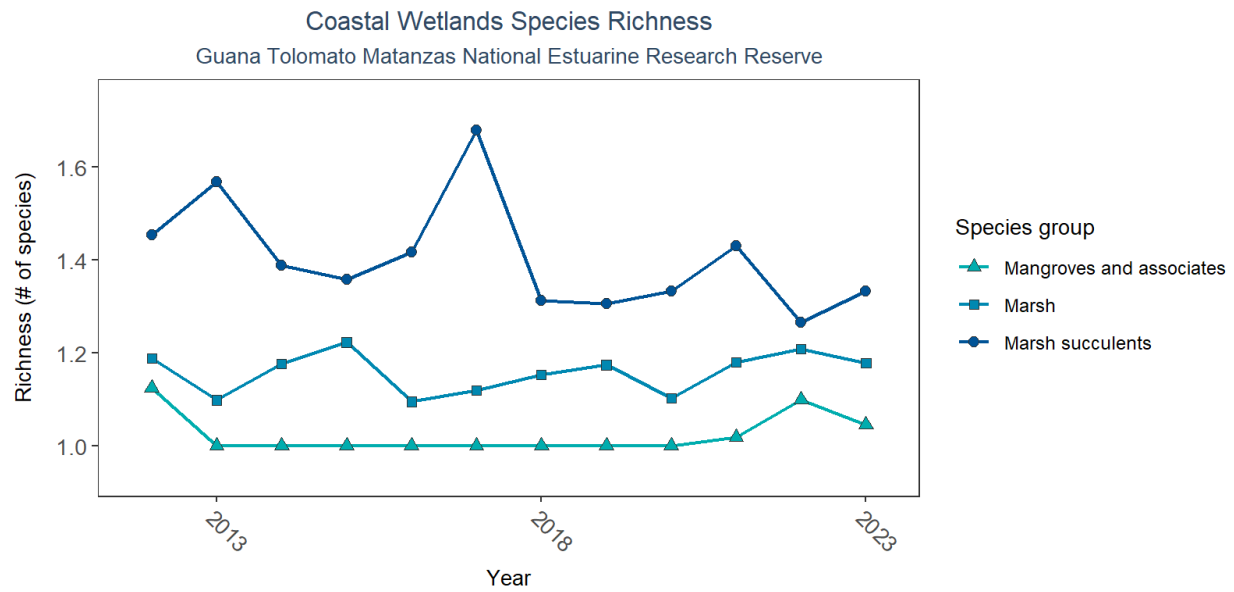 Coastal Wetlands Species Richness
Guana Tolomato Matanzas National Estuarine Research Reserve
Richness (# of species)
1.6
1.4
1.2
1.0
2013
2018
2023
Year
Species group
Mangroves and associates
Marsh
Marsh succulents